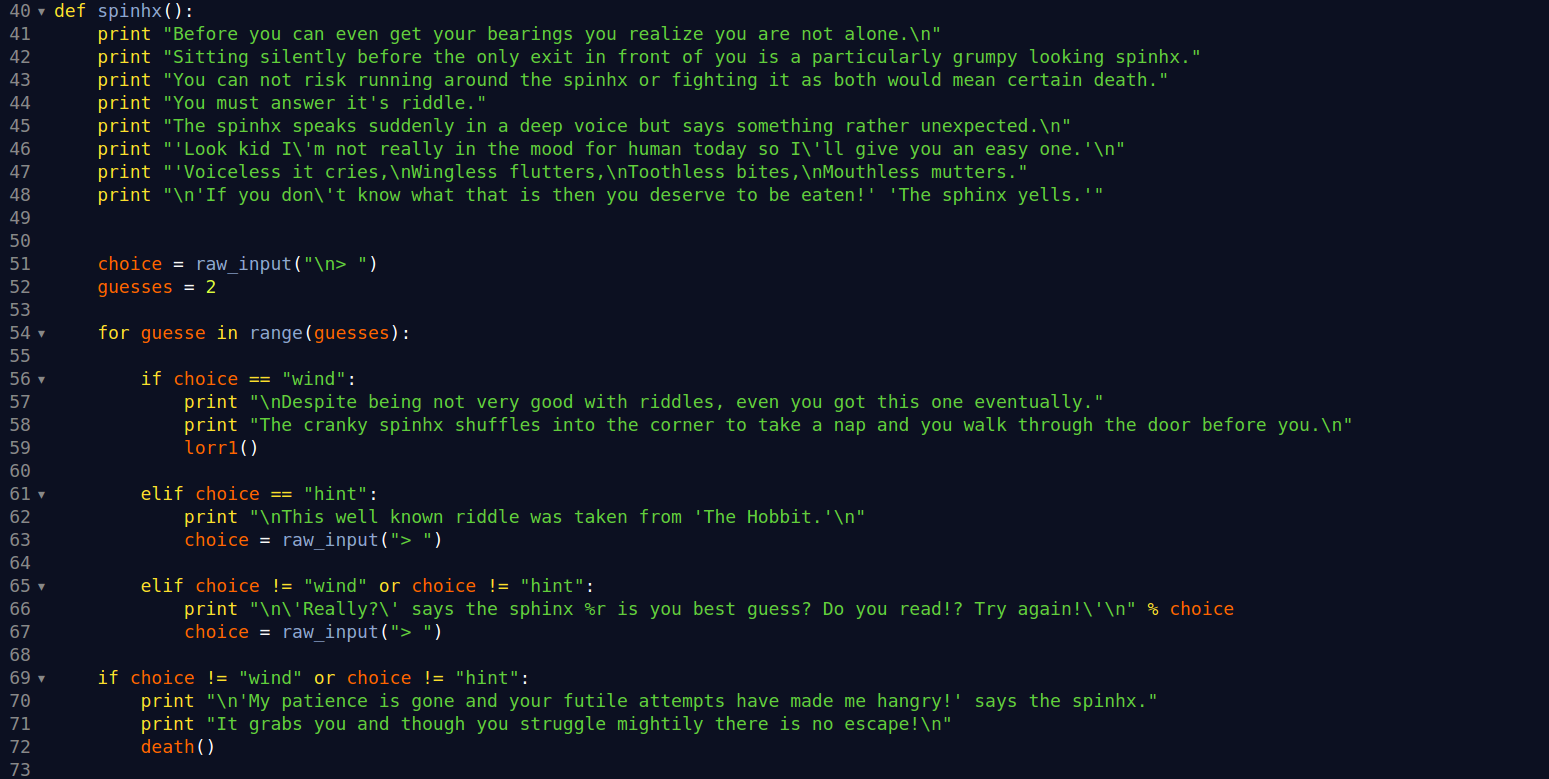 40 ▾ def spinhx():
41     print "Before you can even get your bearings you realize you are not alone.\n"
42     print "Sitting silently before the only exit in front of you is a particularly grumpy looking spinhx."
43     print "You can not risk running around the spinhx or fighting it as both would mean certain death."
44     print "You must answer it's riddle."
45     print "The spinhx speaks suddenly in a deep voice but says something rather unexpected.\n"
46     print "'Look kid I\'m not really in the mood for human today so I\'ll give you an easy one.'\n"
47     print "'Voiceless it cries,\nWingless flutters,\nToothless bites,\nMouthless mutters."
48     print "\n'If you don\'t know what that is then you deserve to be eaten!' 'The sphinx yells.'"
49
50
51     choice = raw_input("\n> ")
52     guesses = 2
53
54 ▾     for guesse in range(guesses):
55
56 ▾         if choice == "wind":
57             print "\nDespite being not very good with riddles, even you got this one eventually."
58             print "The cranky spinhx shuffles into the corner to take a nap and you walk through the door before you.\n"
59             lorr1()
60
61 ▾         elif choice == "hint":
62             print "\nThis well known riddle was taken from 'The Hobbit.'\n"
63             choice = raw_input("> ")
64
65 ▾         elif choice != "wind" or choice != "hint":
66             print "\n\'Really?\' says the sphinx %r is you best guess? Do you read!? Try again!\'\n" % choice
67             choice = raw_input("> ")
68
69 ▾     if choice != "wind" or choice != "hint":
70         print "\n'My patience is gone and your futile attempts have made me hangry!' says the spinhx."
71         print "It grabs you and though you struggle mightily there is no escape!\n"
72         death()
73